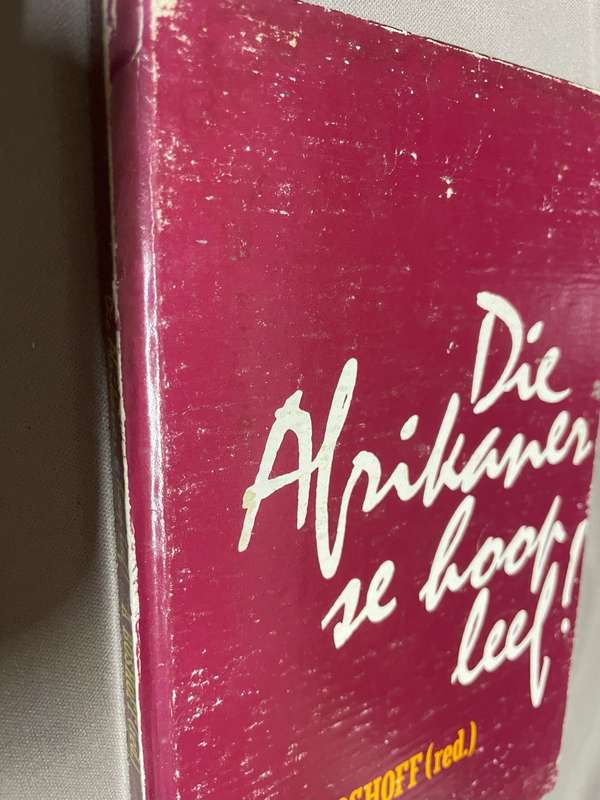 Die
Afrikaner
se hoop
leef!
(red.)